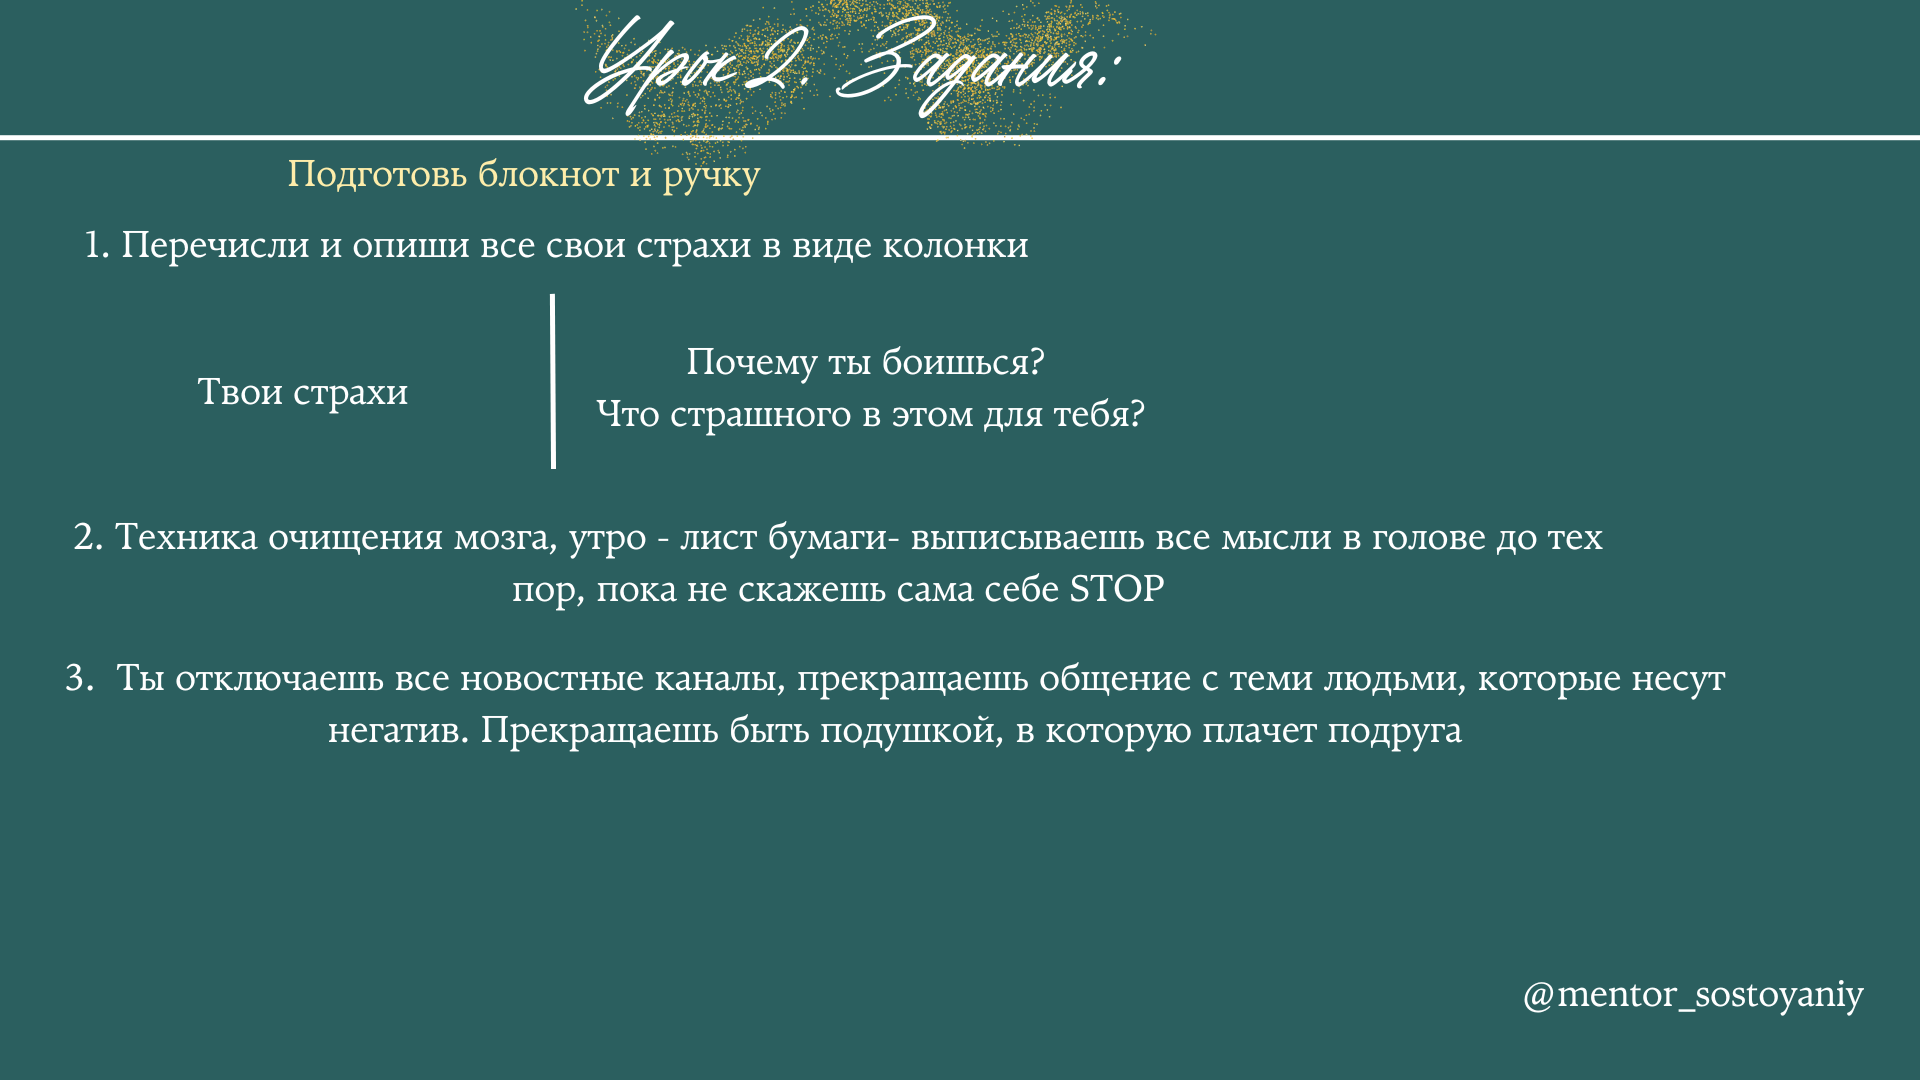 Урок 2. Задания:
Подготовь блокнот и ручку
1. Перечисли и опиши все свои страхи в виде колонки
Твои страхи
Почему ты боишься?
Что страшного в этом для тебя?
2. Техника очищения мозга, утро - лист бумаги- выписываешь все мысли в голове до тех
пор, пока не скажешь сама себе STOP
3. Ты отключаешь все новостные каналы, прекращаешь общение с теми людьми, которые несут
негатив. Прекращаешь быть подушкой, в которую плачет подруга
@mentor_sostoyaniy